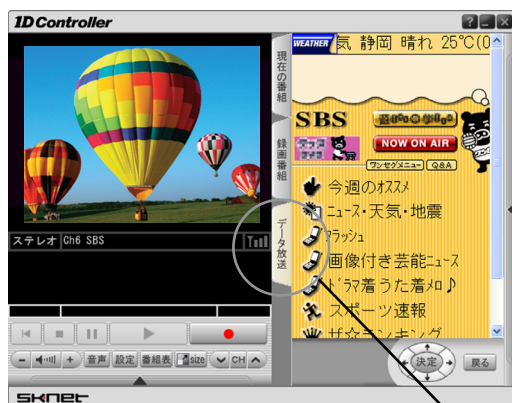 1D Controller
WEATHER 気 静岡 晴れ 25℃(0
現在の番組
録画番組
データ放送
SBS
NOW ON AIR
ワンセグメニュー Q&A
今週のオススメ
ニュース・天気・地震
フラッシュ
画像付き芸能ニュース
ドラマ着うた着メロ♪
スポーツ速報
ザ☆ランキング
ステレオ Ch6 SBS
- + 音声 設定 番組表 size CH
決定 戻る
SKNET